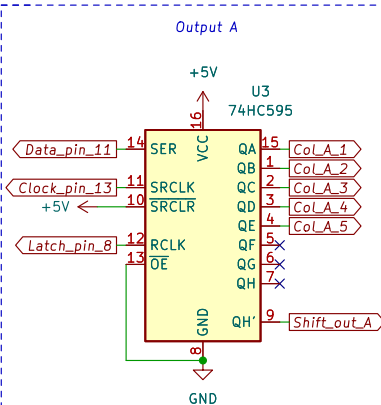 Output A
+5V
U3
74HC595
16
VCC
Data_pin_11 14 SER QA 15 Col_A_1
QB 1 Col_A_2
Clock_pin_13 11 SRCLK QC 2 Col_A_3
+5V 10 SRCLR QD 3 Col_A_4
QE 4 Col_A_5
Latch_pin_8 12 RCLK QF 5
13 OE QG 6
QH 7
GND QH' 9 Shift_out_A
8
GND